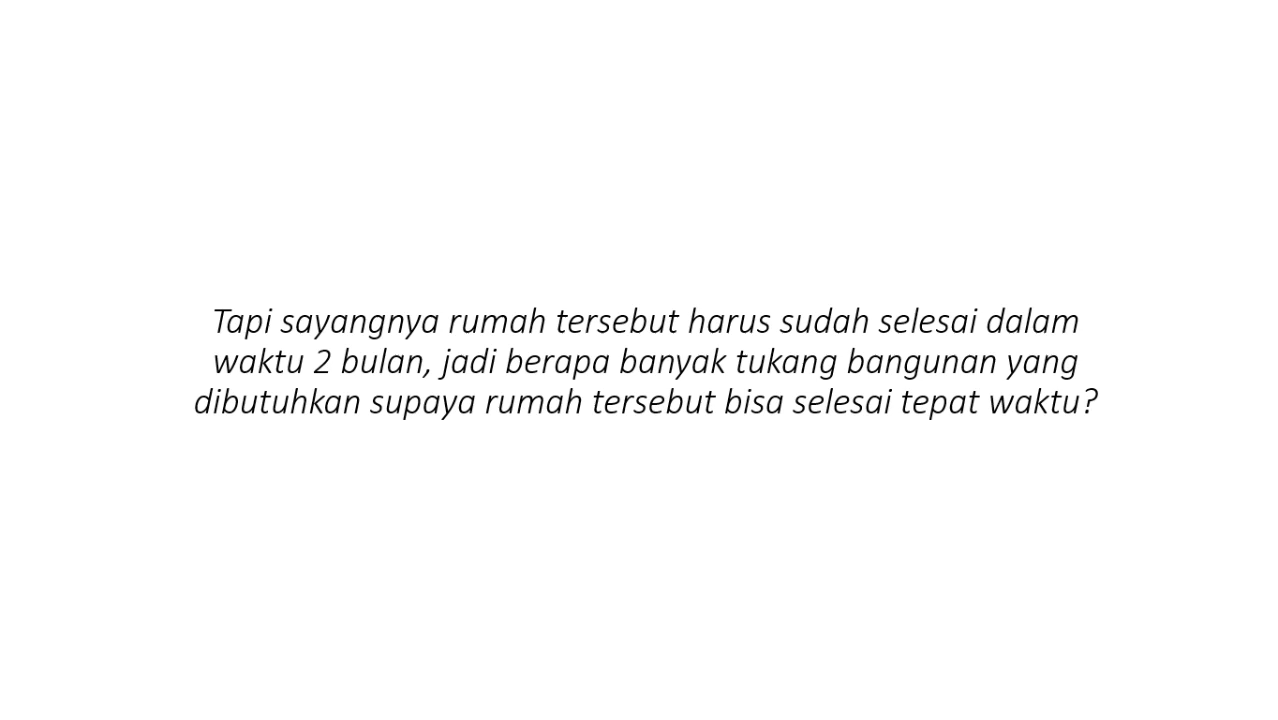 Tapi sayangnya rumah tersebut harus sudah selesai dalam
waktu 2 bulan, jadi berapa banyak tukang bangunan yang
dibutuhkan supaya rumah tersebut bisa selesai tepat waktu?